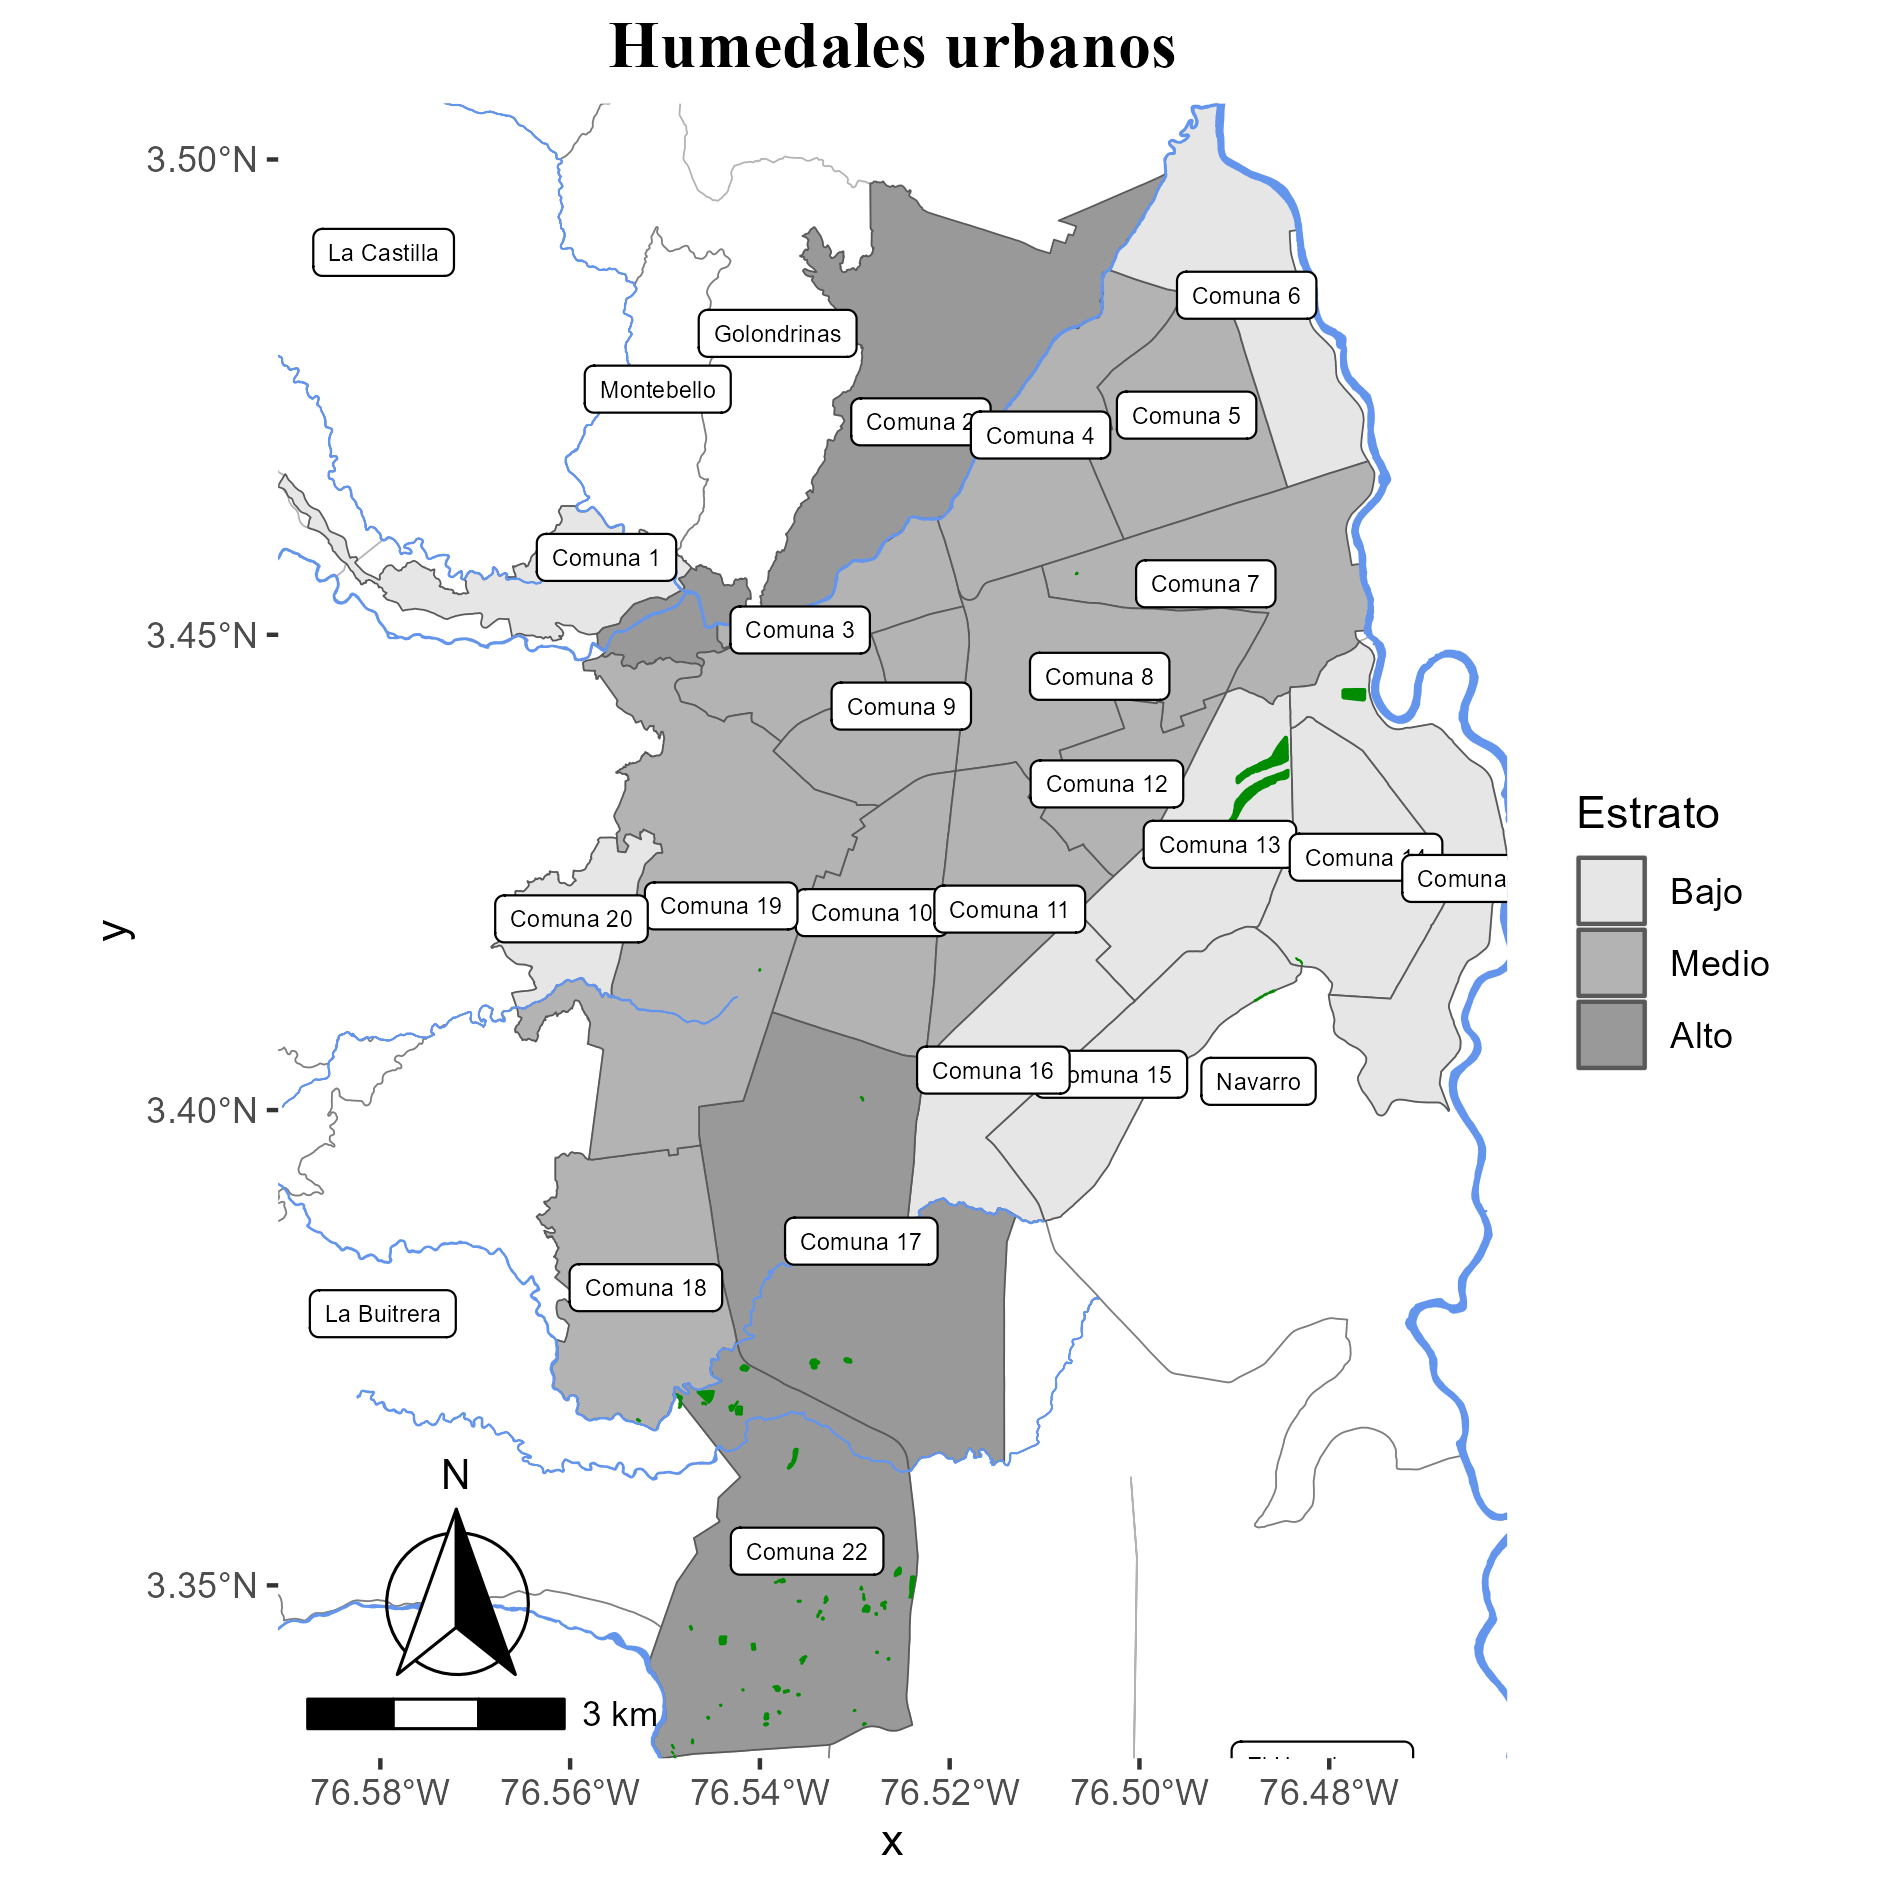 Humedales urbanos
3.50°N
La Castilla
Comuna 6
Golondrinas
Montebello
Comuna 2
Comuna 4
Comuna 5
Comuna 1
Comuna 7
3.45°N
Comuna 3
Comuna 8
Comuna 9
Comuna 12
Estrato
Comuna 13
Comuna
Comuna
Bajo
Comuna 20
Comuna 19
Comuna 10
Comuna 11
y
Medio
Alto
Comuna 16
omuna 15
Navarro
3.40°N
Comuna 17
Comuna 18
La Buitrera
N
Comuna 22
3.35°N
3 km
76.58°W
76.56°W
76.54°W
76.52°W
76.50°W
76.48°W
x